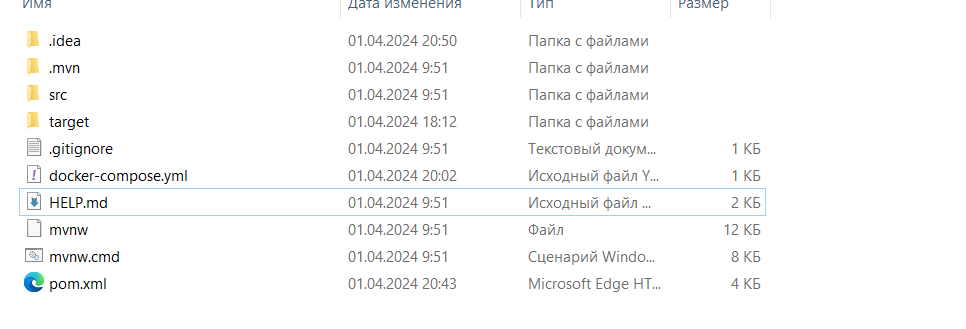 Имя Дата изменения Тип Размер
.idea 01.04.2024 20:50 Папка с файлами
.mvn 01.04.2024 9:51 Папка с файлами
src 01.04.2024 9:51 Папка с файлами
target 01.04.2024 18:12 Папка с файлами
.gitignore 01.04.2024 9:51 Текстовый докум... 1 КБ
docker-compose.yml 01.04.2024 20:02 Исходный файл Y... 1 КБ
HELP.md 01.04.2024 9:51 Исходный файл ... 2 КБ
mvnw 01.04.2024 9:51 Файл 12 КБ
mvnw.cmd 01.04.2024 9:51 Сценарий Windo... 8 КБ
pom.xml 01.04.2024 20:43 Microsoft Edge HT... 4 КБ